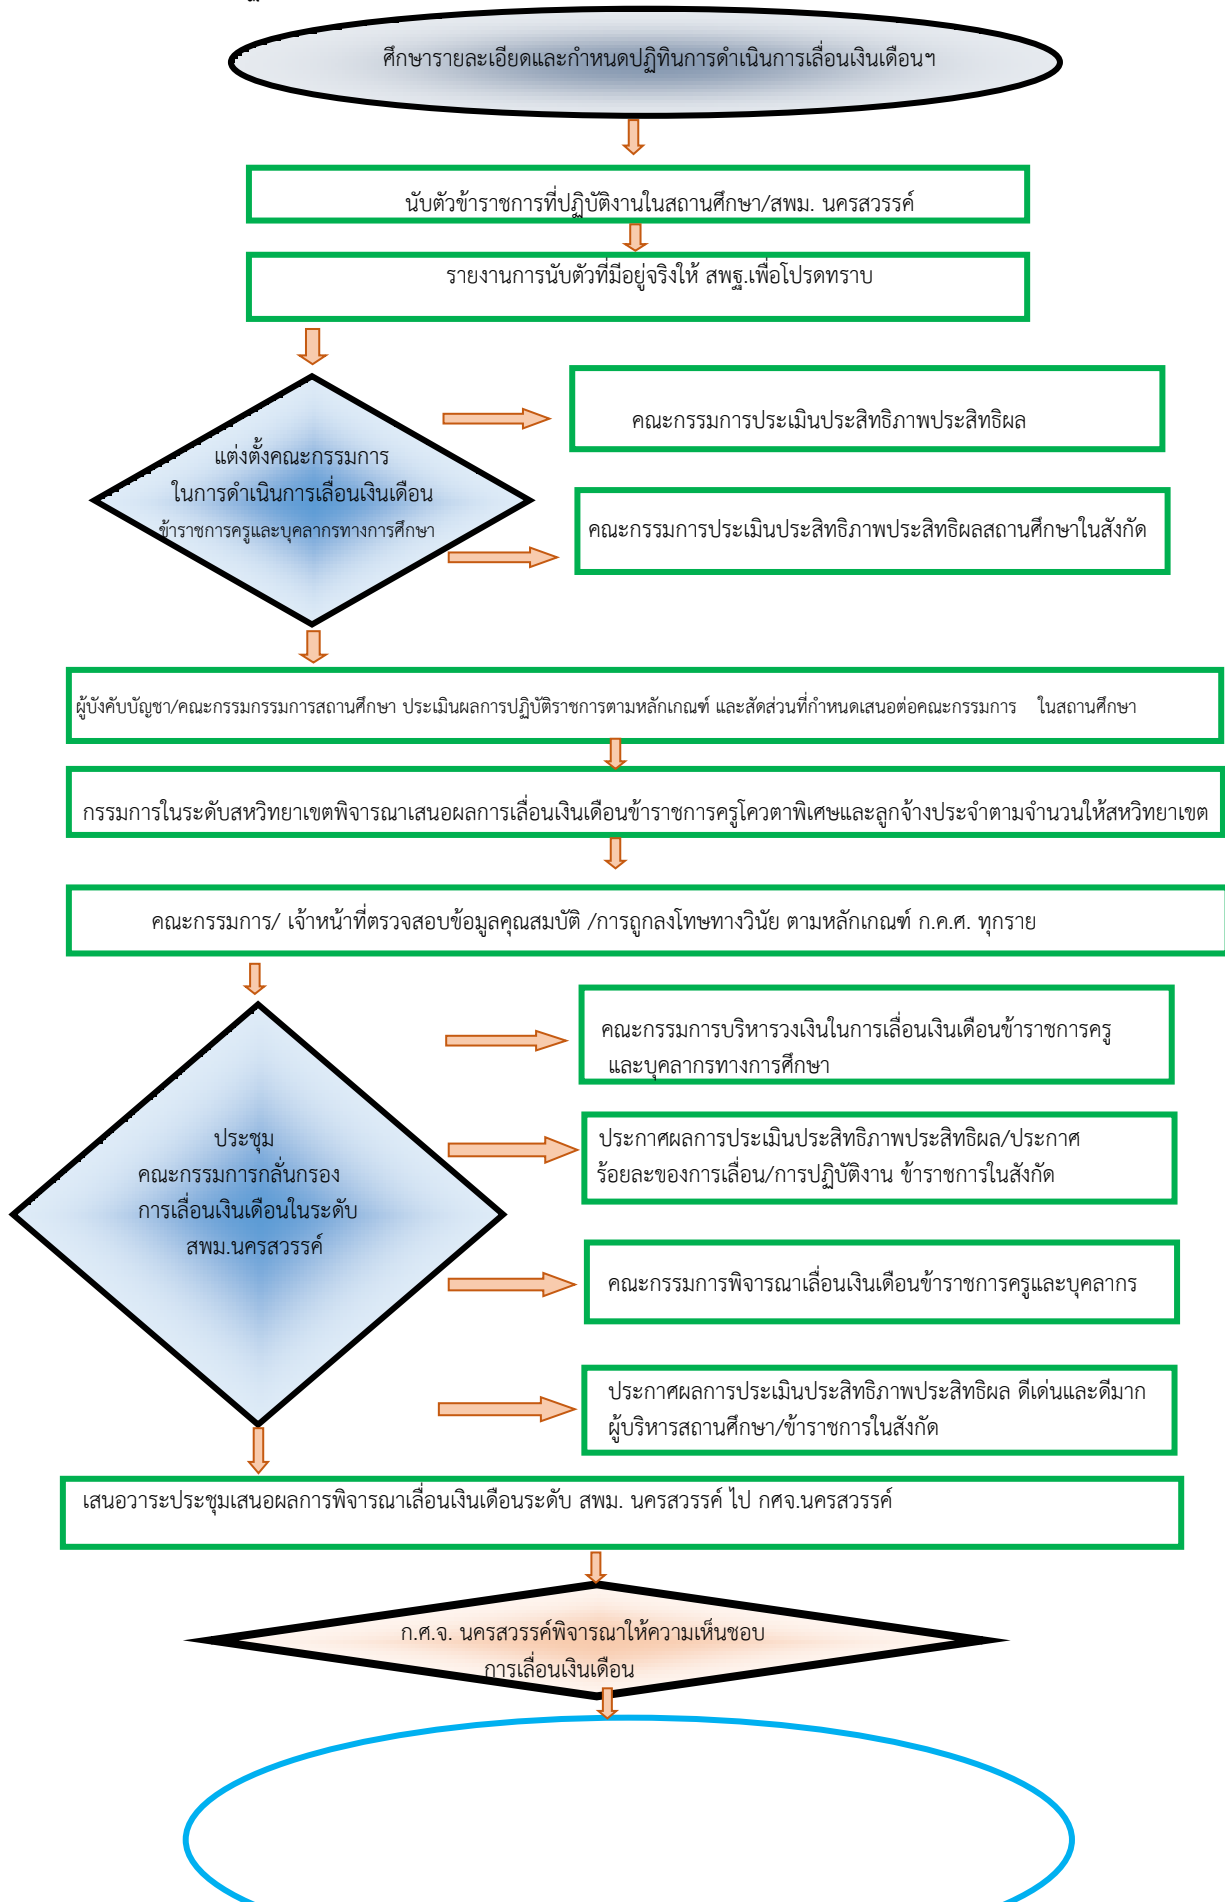 ศึกษารายละเอียดและกำหนดปฏิทินการดำเนินการเลื่อนเงินเดือนฯ
นับตัวข้าราชการที่ปฏิบัติงานในสถานศึกษา/สพม. นครสวรรค์
รายงานการนับตัวที่มีอยู่จริงให้ สพฐ.เพื่อโปรดทราบ
แต่งตั้งคณะกรรมการ
ในการดำเนินการเลื่อนเงินเดือน
ข้าราชการครูและบุคลากรทางการศึกษา
คณะกรรมการประเมินประสิทธิภาพประสิทธิผล
คณะกรรมการประเมินประสิทธิภาพประสิทธิผลสถานศึกษาในสังกัด
ผู้บังคับบัญชา/คณะกรรมกรรมการสถานศึกษา ประเมินผลการปฏิบัติราชการตามหลักเกณฑ์ และสัดส่วนที่กำหนดเสนอต่อคณะกรรมการ ในสถานศึกษา
กรรมการในระดับสหวิทยาเขตพิจารณาเสนอผลการเลื่อนเงินเดือนข้าราชการครูโควตาพิเศษและลูกจ้างประจำตามจำนวนให้สหวิทยาเขต
คณะกรรมการ/ เจ้าหน้าที่ตรวจสอบข้อมูลคุณสมบัติ /การถูกลงโทษทางวินัย ตามหลักเกณฑ์ ก.ค.ศ. ทุกราย
ประชุม
คณะกรรมการกลั่นกรอง
การเลื่อนเงินเดือนในระดับ
สพม.นครสวรรค์
คณะกรรมการบริหารวงเงินในการเลื่อนเงินเดือนข้าราชการครู
และบุคลากรทางการศึกษา
ประกาศผลการประเมินประสิทธิภาพประสิทธิผล/ประกาศ
ร้อยละของการเลื่อน/การปฏิบัติงาน ข้าราชการในสังกัด
คณะกรรมการพิจารณาเลื่อนเงินเดือนข้าราชการครูและบุคลากร
ประกาศผลการประเมินประสิทธิภาพประสิทธิผล ดีเด่นและดีมาก
ผู้บริหารสถานศึกษา/ข้าราชการในสังกัด
เสนอวาระประชุมเสนอผลการพิจารณาเลื่อนเงินเดือนระดับ สพม. นครสวรรค์ ไป กศจ.นครสวรรค์
ก.ศ.จ. นครสวรรค์พิจารณาให้ความเห็นชอบ
การเลื่อนเงินเดือน